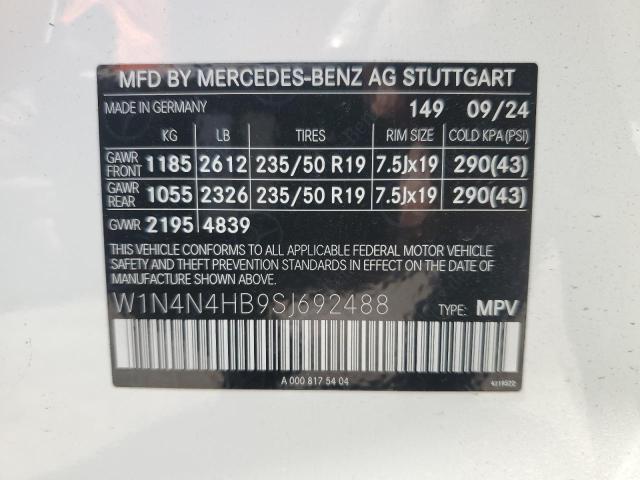 MFD BY MERCEDES-BENZ AG STUTTGART
MADE IN GERMANY 149 09/24
KG LB TIRES RIM SIZE COLD KPA(PSI)
GAWR FRONT 1185 2612 235/50 R19 7.5Jx19 290(43)
GAWR REAR 1055 2326 235/50 R19 7.5Jx19 290(43)
GVWR 2195 4839
THIS VEHICLE CONFORMS TO ALL APPLICABLE FEDERAL MOTOR VEHICLE
SAFETY AND THEFT PREVENTION STANDARDS IN EFFECT ON THE DATE OF
MANUFACTURE SHOWN ABOVE.
W1N4N4HB9SJ692488 TYPE: MPV
A 000 817 54 04